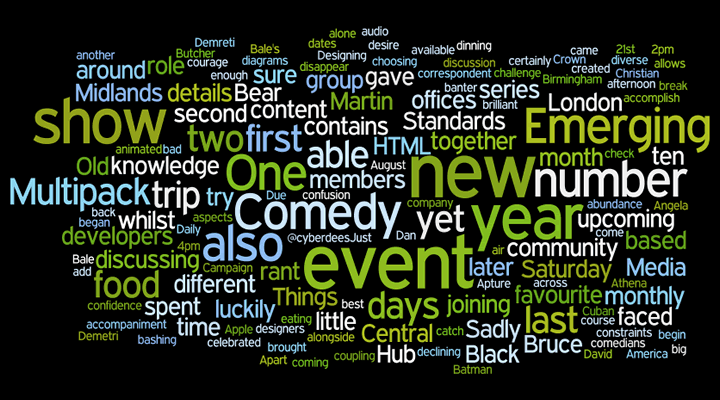 another Demreti Bale's alone audio dates desire available dinning came 21st 2pm
Butcher courage diagrams Designing choosing discussion certainly Crown diverse allows
around role enough sure disappear group gave correspondent challenge created Christian
Midlands details Bear Martin offices banter series Birmingham afternoon break
second content contains Standards brilliant London accomplish
show two first able HTML together Emerging
animated bad Old knowledge One August new month check ten
Multipack trip try members number
back whilst Due confusion Comedy company yet year abundance Angela
began aspects also @cyberdeesJust Dan upcoming
developers Daily 4pm event air community come based
Bale discussing Campaign rant later Saturday Media
add food different Things Apture across Athena
confidence spent luckily best days joining favourite monthly
accompaniment time Apple eating little Central catch Sadly last Cuban faced
Demetri bashing designers alongside Hub declining Black Bruce course constraints begin
celebrated brought coupling comedians
Apart coming Batman David America big